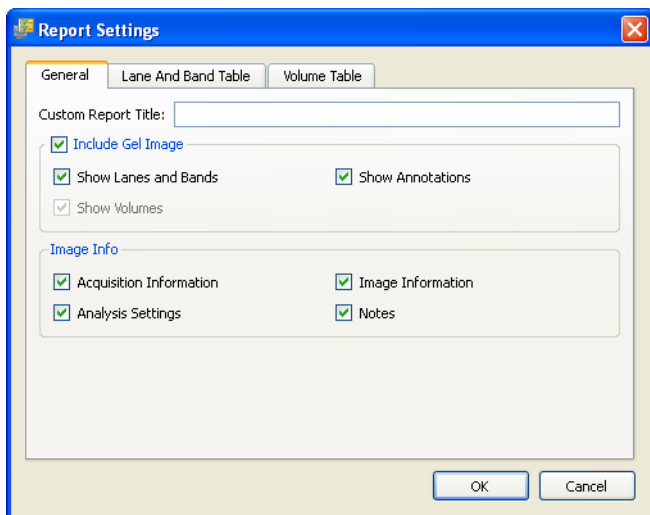 Report Settings
General Lane And Band Table Volume Table
Custom Report Title:
Include Gel Image
Show Lanes and Bands Show Annotations
Show Volumes
Image Info
Acquisition Information Image Information
Analysis Settings Notes
OK Cancel